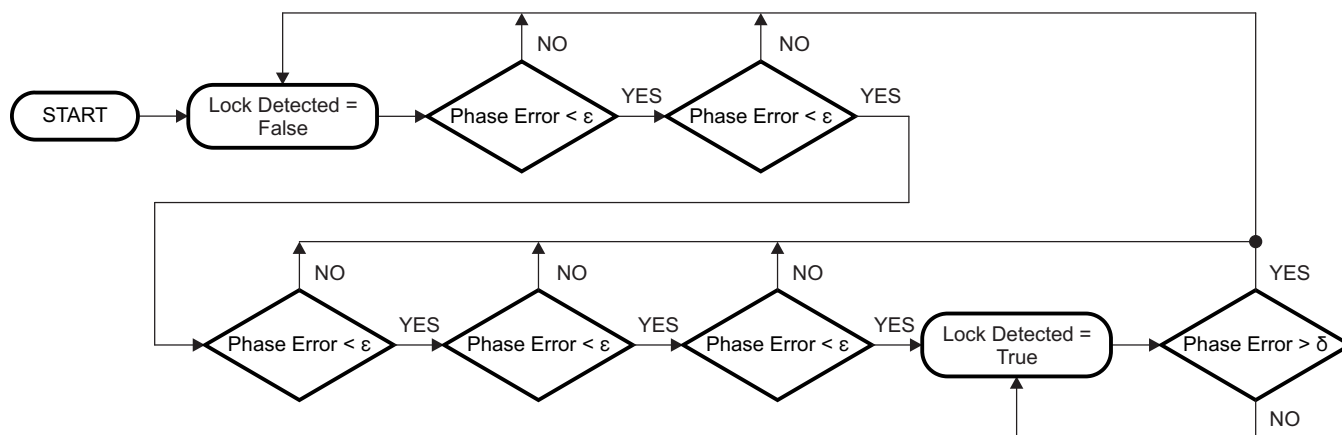 NO
NO
START
Lock Detected =
False
Phase Error < ε
YES
Phase Error < ε
YES
NO
NO
NO
YES
Phase Error < ε
YES
Phase Error < ε
YES
Phase Error < ε
YES
Lock Detected =
True
Phase Error > δ
NO